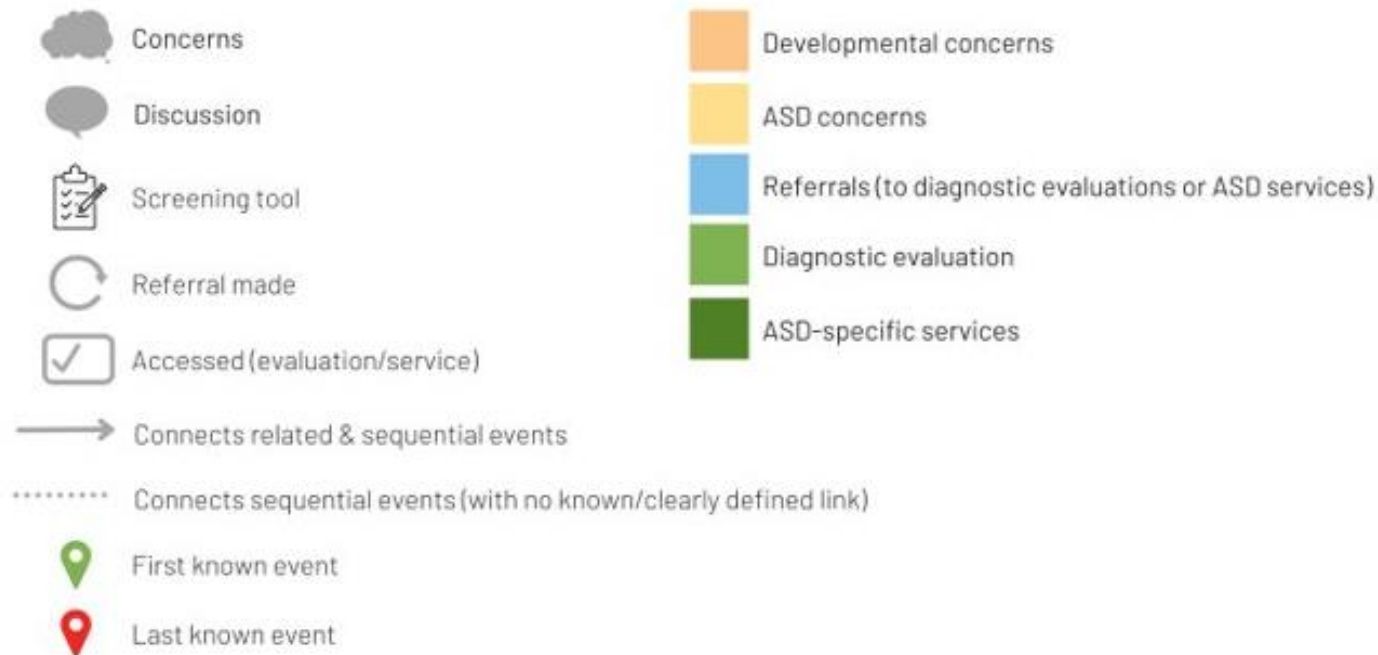 Concerns
Discussion
Screening tool
Referral made
Accessed (evaluation/service)
Connects related & sequential events
Connects sequential events (with no known/clearly defined link)
First known event
Last known event
Developmental concerns
ASD concerns
Referrals (to diagnostic evaluations or ASD services)
Diagnostic evaluation
ASD-specific services